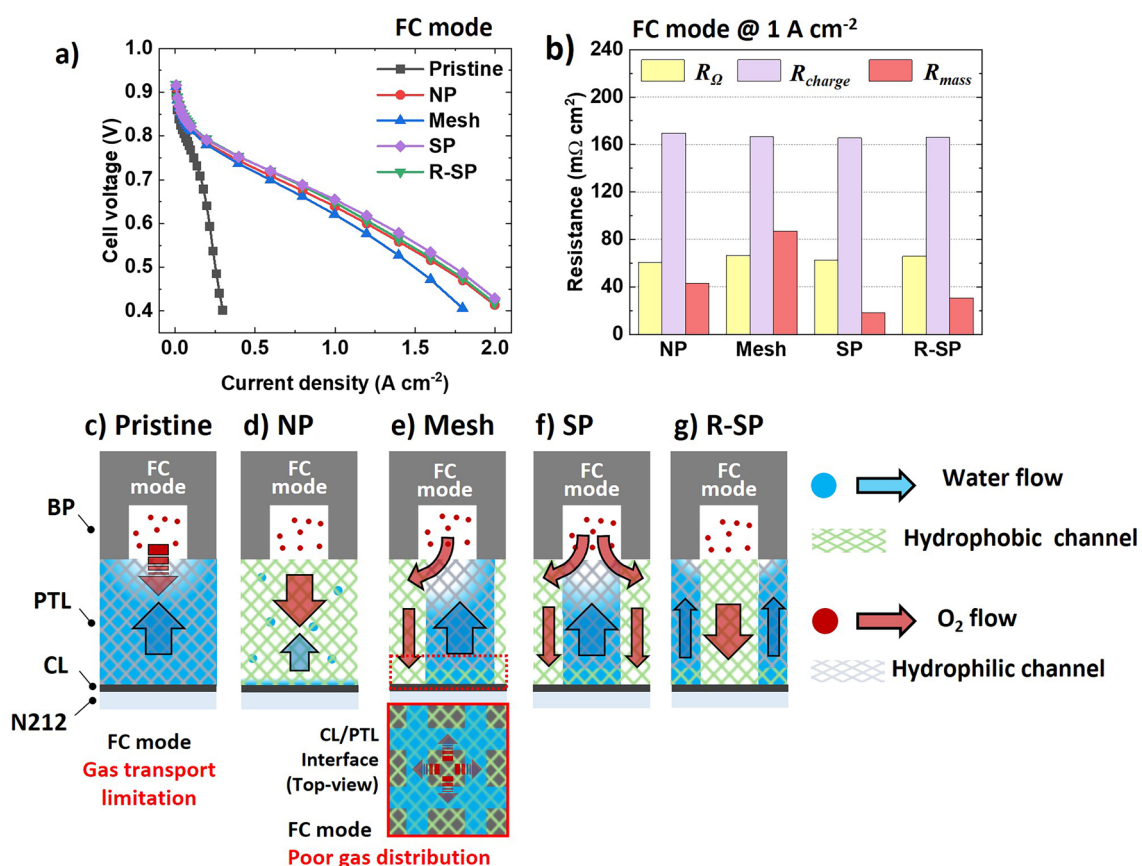 a)
FC mode
Pristine
NP
Mesh
SP
R-SP
1.0
0.9
0.8
0.7
0.6
0.5
0.4
Cell voltage (V)
0.0 0.5 1.0 1.5 2.0
Current density (A cm⁻²)
b)
FC mode @ 1 A cm⁻²
R_Ω R_charge R_mass
240
200
160
120
80
40
0
Resistance (mΩ cm²)
NP Mesh SP R-SP
c) Pristine
d) NP
e) Mesh
f) SP
g) R-SP
FC
mode
FC
mode
FC
mode
FC
mode
FC
mode
BP
PTL
CL
N212
FC mode
Gas transport
limitation
CL/PTL
Interface
(Top-view)
FC mode
Poor gas distribution
Water flow
Hydrophobic channel
O₂ flow
Hydrophilic channel